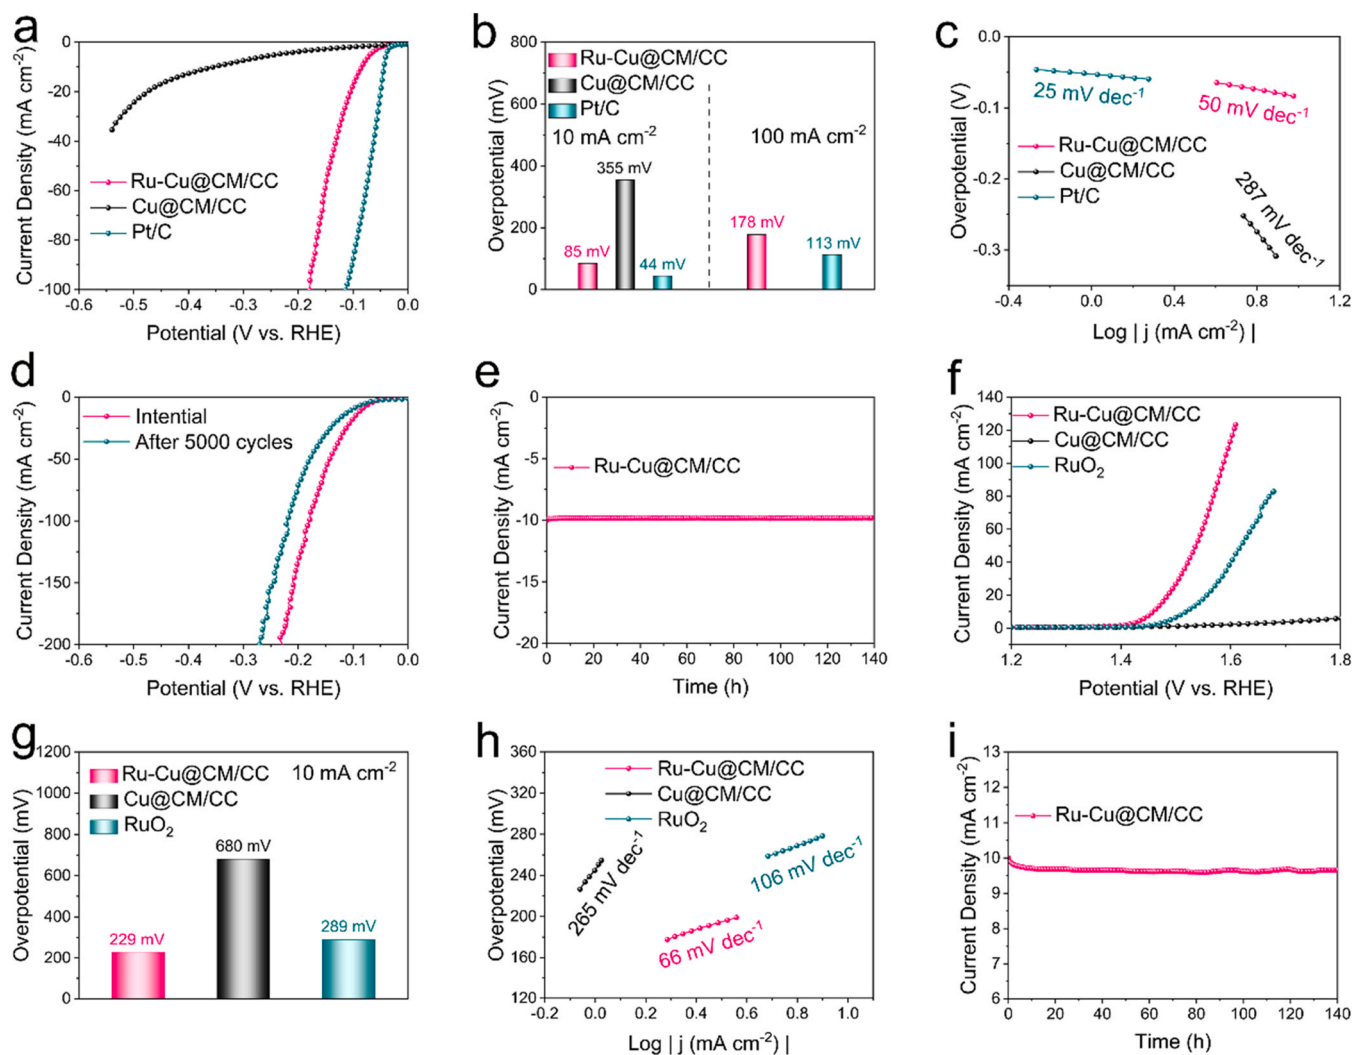 a
0
-20
-40
-60
-80
-100
-0.6
-0.5
-0.4
-0.3
-0.2
-0.1
0.0
Current Density (mA cm⁻²)
Potential (V vs. RHE)
Ru-Cu@CM/CC
Cu@CM/CC
Pt/C
b
800
600
400
200
0
Overpotential (mV)
Ru-Cu@CM/CC
Cu@CM/CC
Pt/C
10 mA cm⁻²
100 mA cm⁻²
355 mV
85 mV
44 mV
178 mV
113 mV
c
0.0
-0.1
-0.2
-0.3
-0.4
0.0
0.4
0.8
1.2
Overpotential (V)
Log | j (mA cm⁻²) |
25 mV dec⁻¹
50 mV dec⁻¹
287 mV dec⁻¹
Ru-Cu@CM/CC
Cu@CM/CC
Pt/C
d
0
-50
-100
-150
-200
-0.6
-0.5
-0.4
-0.3
-0.2
-0.1
0.0
Current Density (mA cm⁻²)
Potential (V vs. RHE)
Intential
After 5000 cycles
e
0
-5
-10
-15
-20
0
20
40
60
80
100
120
140
Current Density (mA cm⁻²)
Time (h)
Ru-Cu@CM/CC
f
140
120
100
80
60
40
20
0
1.2
1.4
1.6
1.8
Current Density (mA cm⁻²)
Potential (V vs. RHE)
Ru-Cu@CM/CC
Cu@CM/CC
RuO₂
g
1200
1000
800
600
400
200
0
Overpotential (mV)
Ru-Cu@CM/CC
Cu@CM/CC
RuO₂
10 mA cm⁻²
680 mV
229 mV
289 mV
h
360
320
280
240
200
160
120
-0.2
0.0
0.2
0.4
0.6
0.8
1.0
Overpotential (mV)
Log | j (mA cm⁻²) |
Ru-Cu@CM/CC
Cu@CM/CC
RuO₂
265 mV dec⁻¹
106 mV dec⁻¹
66 mV dec⁻¹
i
13
12
11
10
9
8
7
6
0
20
40
60
80
100
120
140
Current Density (mA cm⁻²)
Time (h)
Ru-Cu@CM/CC